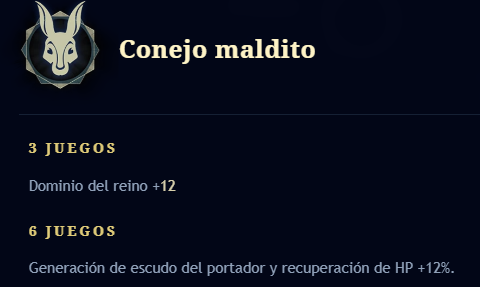 Conejo maldito
3 JUEGOS
Dominio del reino +12
6 JUEGOS
Generación de escudo del portador y recuperación de HP +12%.